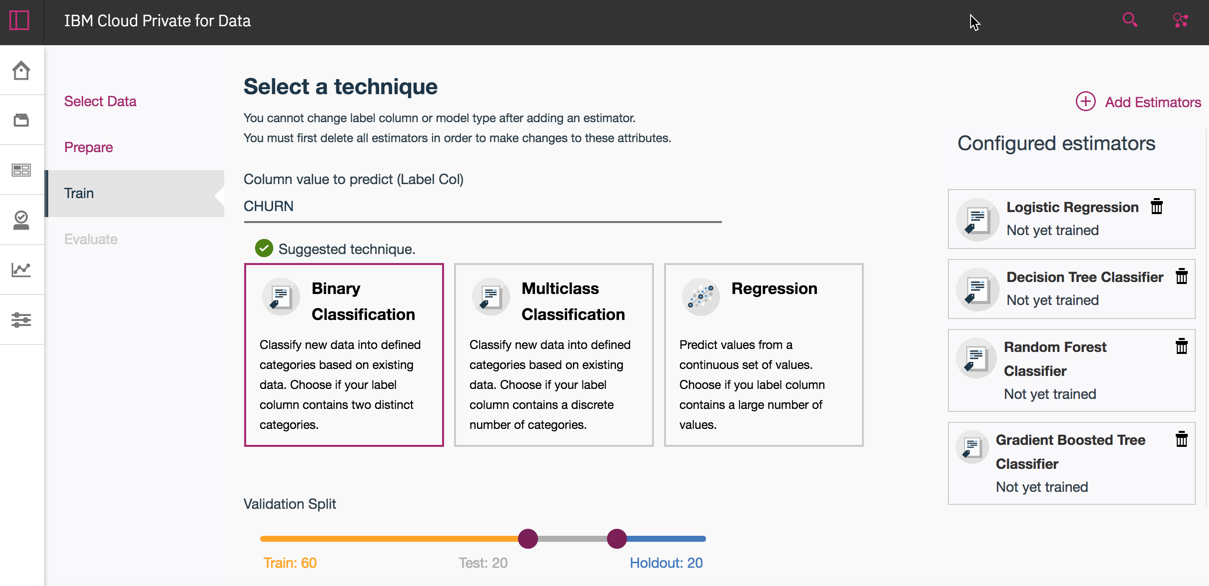 IBM Cloud Private for Data
Select Data
Prepare
Train
Evaluate
Select a technique
You cannot change label column or model type after adding an estimator.
You must first delete all estimators in order to make changes to these attributes.
Column value to predict (Label Col)
CHURN
Suggested technique.
Binary
Classification
Classify new data into defined
categories based on existing
data. Choose if your label
column contains two distinct
categories.
Multiclass
Classification
Classify new data into defined
categories based on existing
data. Choose if your label
column contains a discrete
number of categories.
Regression
Predict values from a
continuous set of values.
Choose if you label column
contains a large number of
values.
Validation Split
Train: 60
Test: 20
Holdout: 20
Add Estimators
Configured estimators
Logistic Regression
Not yet trained
Decision Tree Classifier
Not yet trained
Random Forest
Classifier
Not yet trained
Gradient Boosted Tree
Classifier
Not yet trained